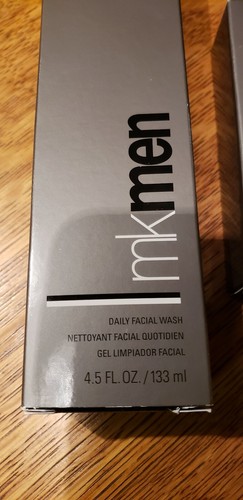 mkmen
DAILY FACIAL WASH
NETTOYANT FACIAL QUOTIDIEN
GEL LIMPIADOR FACIAL
4.5 FL. OZ. / 133 ml